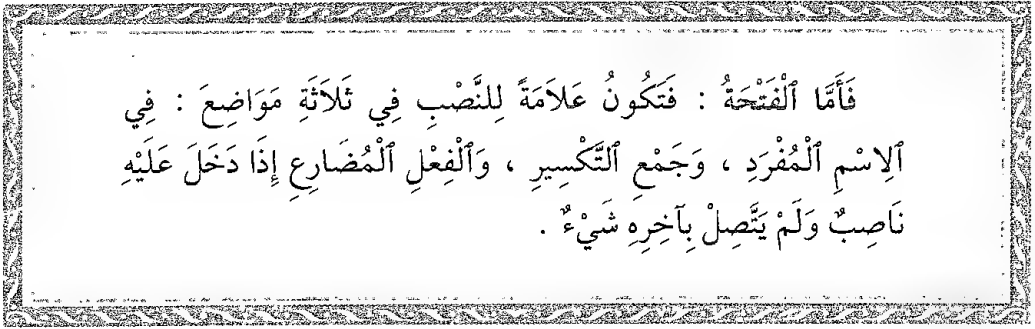 فَأَمَّا ٱلْفَتْحَةُ : فَتَكُونُ عَلَامَةً لِلنَّصْبِ فِي ثَلَاثَةِ مَوَاضِعَ : فِي
ٱلِاسْمِ ٱلْمُفْرَدِ ، وَجَمْعِ ٱلتَّكْسِيرِ ، وَٱلْفِعْلِ ٱلْمُضَارِعِ إِذَا دَخَلَ عَلَيْهِ
نَاصِبٌ وَلَمْ يَتَّصِلْ بِآخِرِهِ شَيْءٌ .